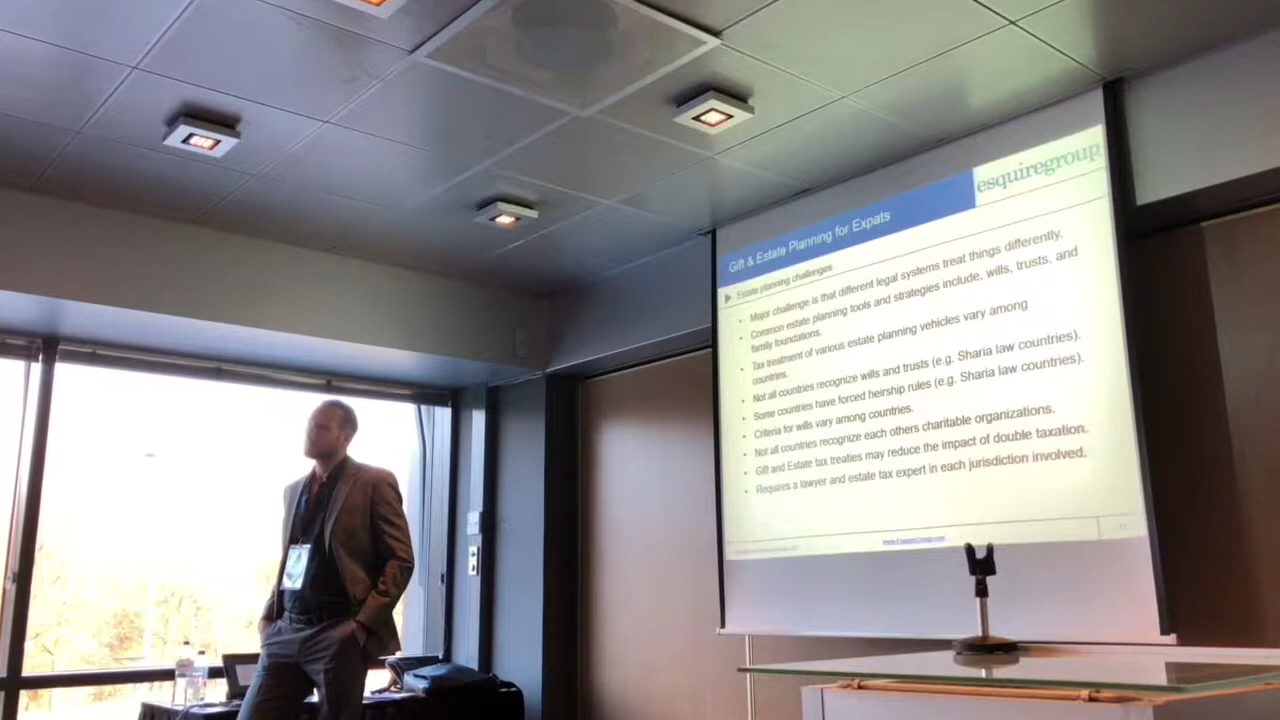 esquiregroup
Gift & Estate Planning for Expats
Estate planning challenges
Major challenge is that different legal systems treat things differently.
Common estate planning tools and strategies include, wills, trusts, and
family foundations.
Tax treatment of various estate planning vehicles vary among
countries.
Not all countries recognize wills and trusts (e.g. Sharia law countries).
Some countries have forced heirship rules (e.g. Sharia law countries).
Criteria for wills vary among countries.
Not all countries recognize each others charitable organizations.
Gift and Estate tax treaties may reduce the impact of double taxation.
Requires a lawyer and estate tax expert in each jurisdiction involved.
www.EsquireGroup.com